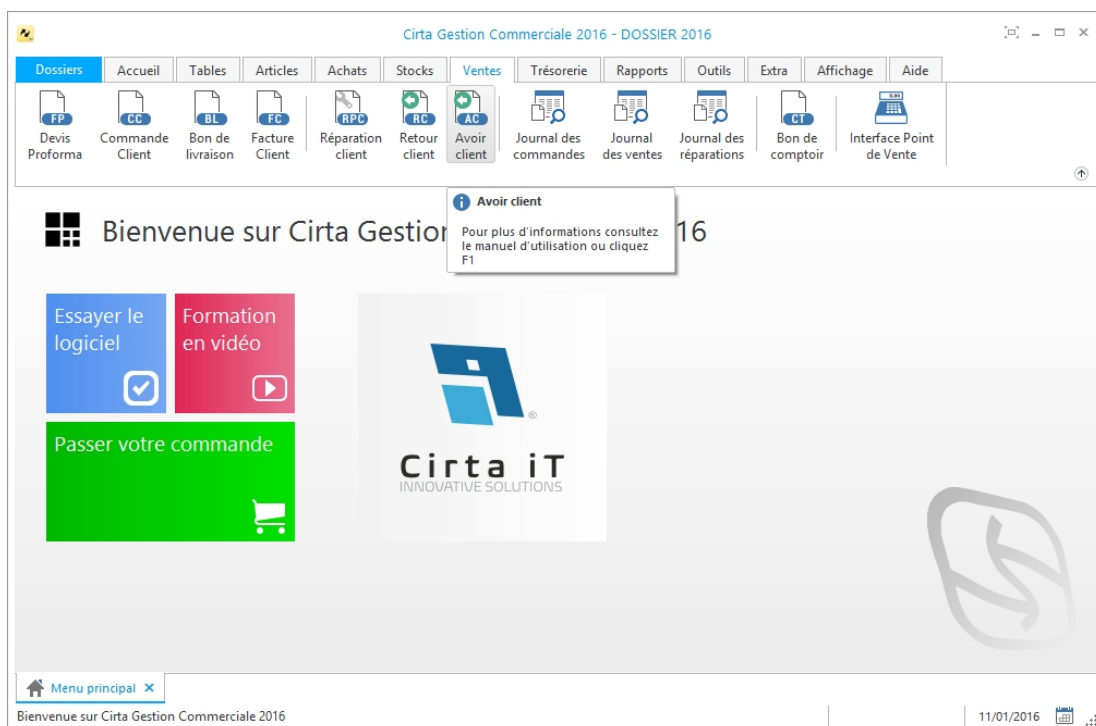 Cirta Gestion Commerciale 2016 - DOSSIER 2016
Dossiers Accueil Tables Articles Achats Stocks Ventes Trésorerie Rapports Outils Extra Affichage Aide
FP CC BL FC RPC RC AC CT 0.00
Devis Proforma
Commande Client
Bon de livraison
Facture Client
Réparation client
Retour client
Avoir client
Journal des commandes
Journal des ventes
Journal des réparations
Bon de comptoir
Interface Point de Vente
Avoir client
Pour plus d'informations consultez
le manuel d'utilisation ou cliquez
F1
Bienvenue sur Cirta Gestion 16
Essayer le
logiciel
Formation
en vidéo
Passer votre commande
®
Cirta iT
INNOVATIVE SOLUTIONS
Menu principal
Bienvenue sur Cirta Gestion Commerciale 2016
11/01/2016